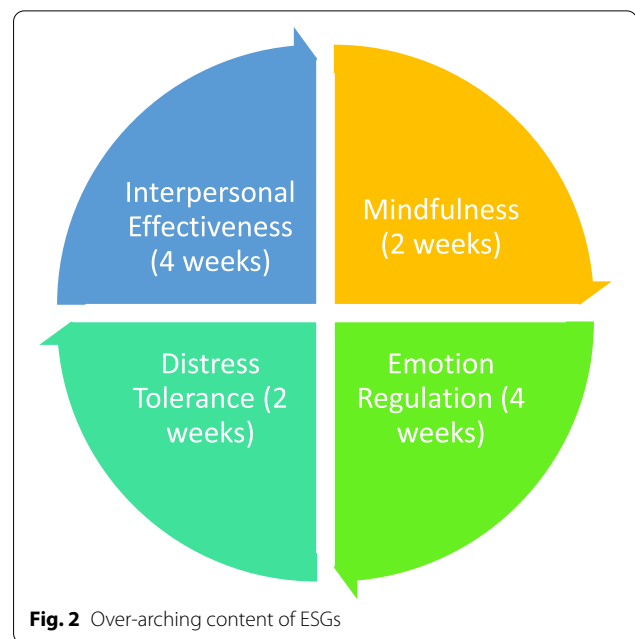 Interpersonal
Effectiveness
(4 weeks)
Mindfulness
(2 weeks)
Distress
Tolerance (2
weeks)
Emotion
Regulation (4
weeks)
Fig. 2 Over-arching content of ESGs